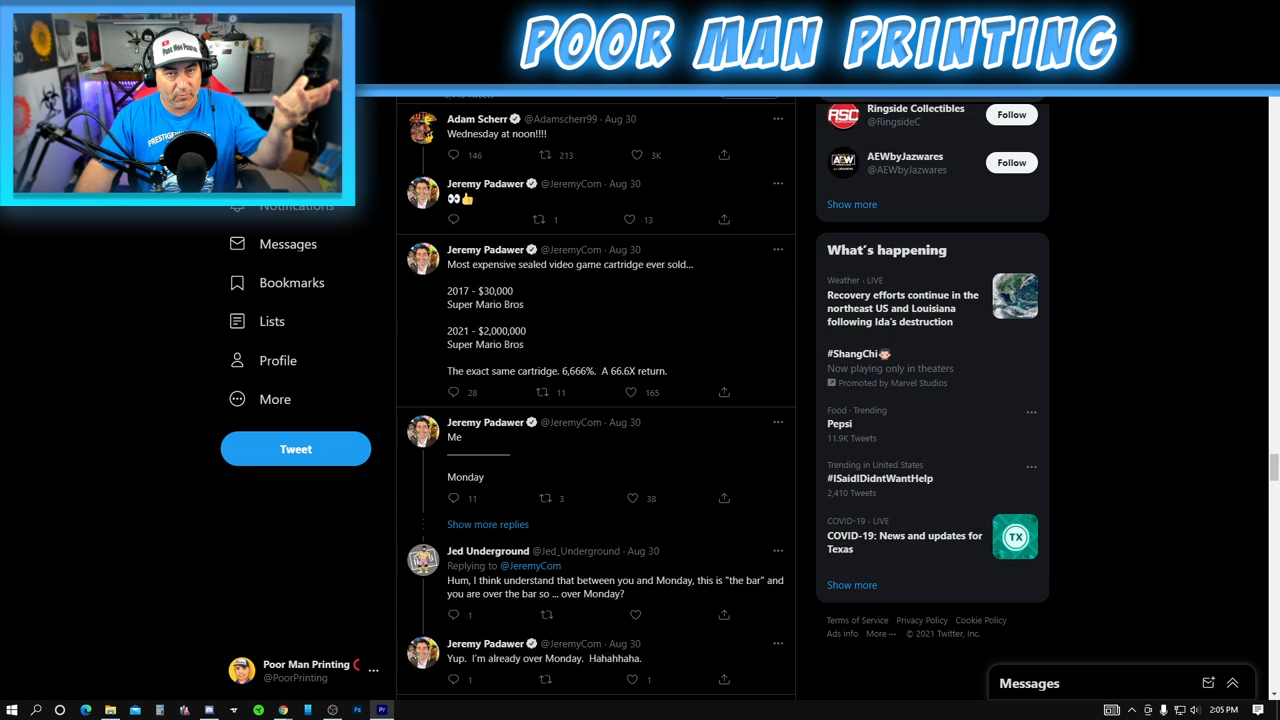 POOR MAN PRINTING
Adam Scherr @Adamscherr99 · Aug 30
Wednesday at noon!!!!
146 213 3K
Jeremy Padawer @JeremyCom · Aug 30
👀👍
1 13
Jeremy Padawer @JeremyCom · Aug 30
Most expensive sealed video game cartridge ever sold...
2017 - $30,000
Super Mario Bros
2021 - $2,000,000
Super Mario Bros
The exact same cartridge. 6,666%. A 66.6X return.
28 11 165
Jeremy Padawer @JeremyCom · Aug 30
Me
Monday
11 3 38
Show more replies
Jed Underground @Jed_Underground · Aug 30
Replying to @JeremyCom
Hum, I think understand that between you and Monday, this is "the bar" and
you are over the bar so ... over Monday?
1
Jeremy Padawer @JeremyCom · Aug 30
Yup. I'm already over Monday. Hahahhaha.
1 1
Notifications
Messages
Bookmarks
Lists
Profile
More
Tweet
Poor Man Printing
@PoorPrinting
RSC
Ringside Collectibles
@RingsideC
Follow
AEW
AEWbyJazwares
@AEWbyJazwares
Follow
Show more
What's happening
Weather · LIVE
Recovery efforts continue in the
northeast US and Louisiana
following Ida's destruction
#ShangChi
Now playing only in theaters
Promoted by Marvel Studios
Food · Trending
Pepsi
11.9K Tweets
Trending in United States
#ISaidIDidntWantHelp
2,410 Tweets
COVID-19 · LIVE
COVID-19: News and updates for
Texas
TX
Show more
Terms of Service Privacy Policy Cookie Policy
Ads info More ··· © 2021 Twitter, Inc.
Messages
2:05 PM